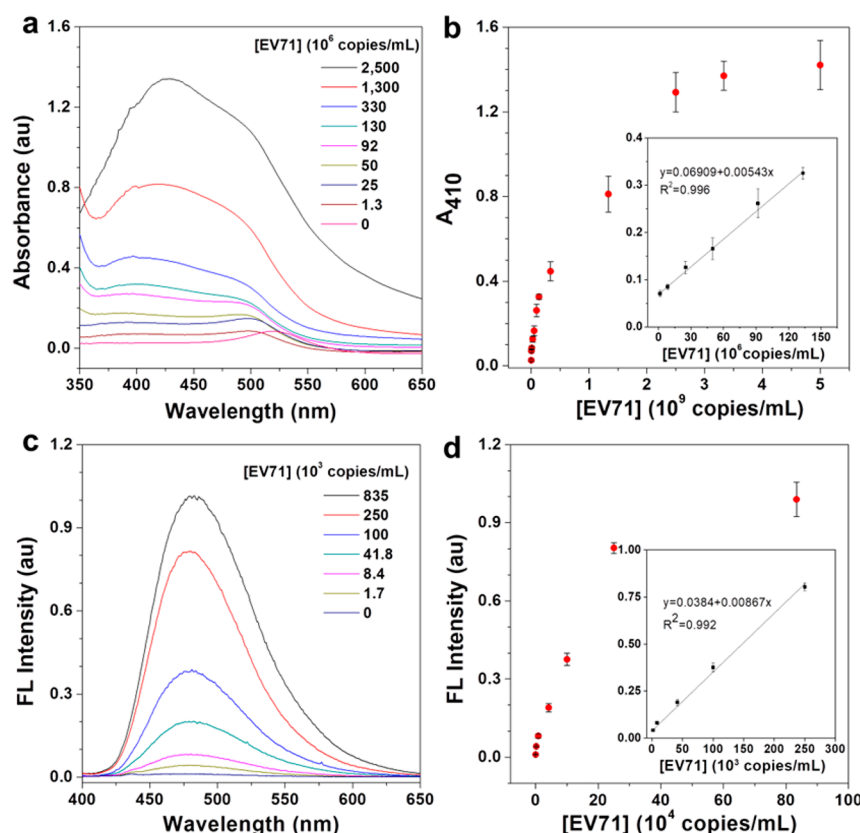 a
[EV71] (10⁶ copies/mL)
2,500
1,300
330
130
92
50
25
1.3
0
1.6
1.2
0.8
0.4
0.0
Absorbance (au)
350 400 450 500 550 600 650
Wavelength (nm)
b
1.6
1.2
0.8
0.4
0.0
A410
0 1 2 3 4 5
[EV71] (10⁹ copies/mL)
y=0.06909+0.00543x
R²=0.996
0.4
0.3
0.2
0.1
0.0
0 30 60 90 120 150
[EV71] (10⁶copies/mL)
c
[EV71] (10³ copies/mL)
835
250
100
41.8
8.4
1.7
0
1.2
0.9
0.6
0.3
0.0
FL Intensity (au)
400 450 500 550 600 650
Wavelength (nm)
d
1.2
0.9
0.6
0.3
0.0
FL Intensity (au)
0 20 40 60 80 100
[EV71] (10⁴ copies/mL)
y=0.0384+0.00867x
R²=0.992
1.00
0.75
0.50
0.25
0.00
0 50 100 150 200 250 300
[EV71] (10³ copies/mL)